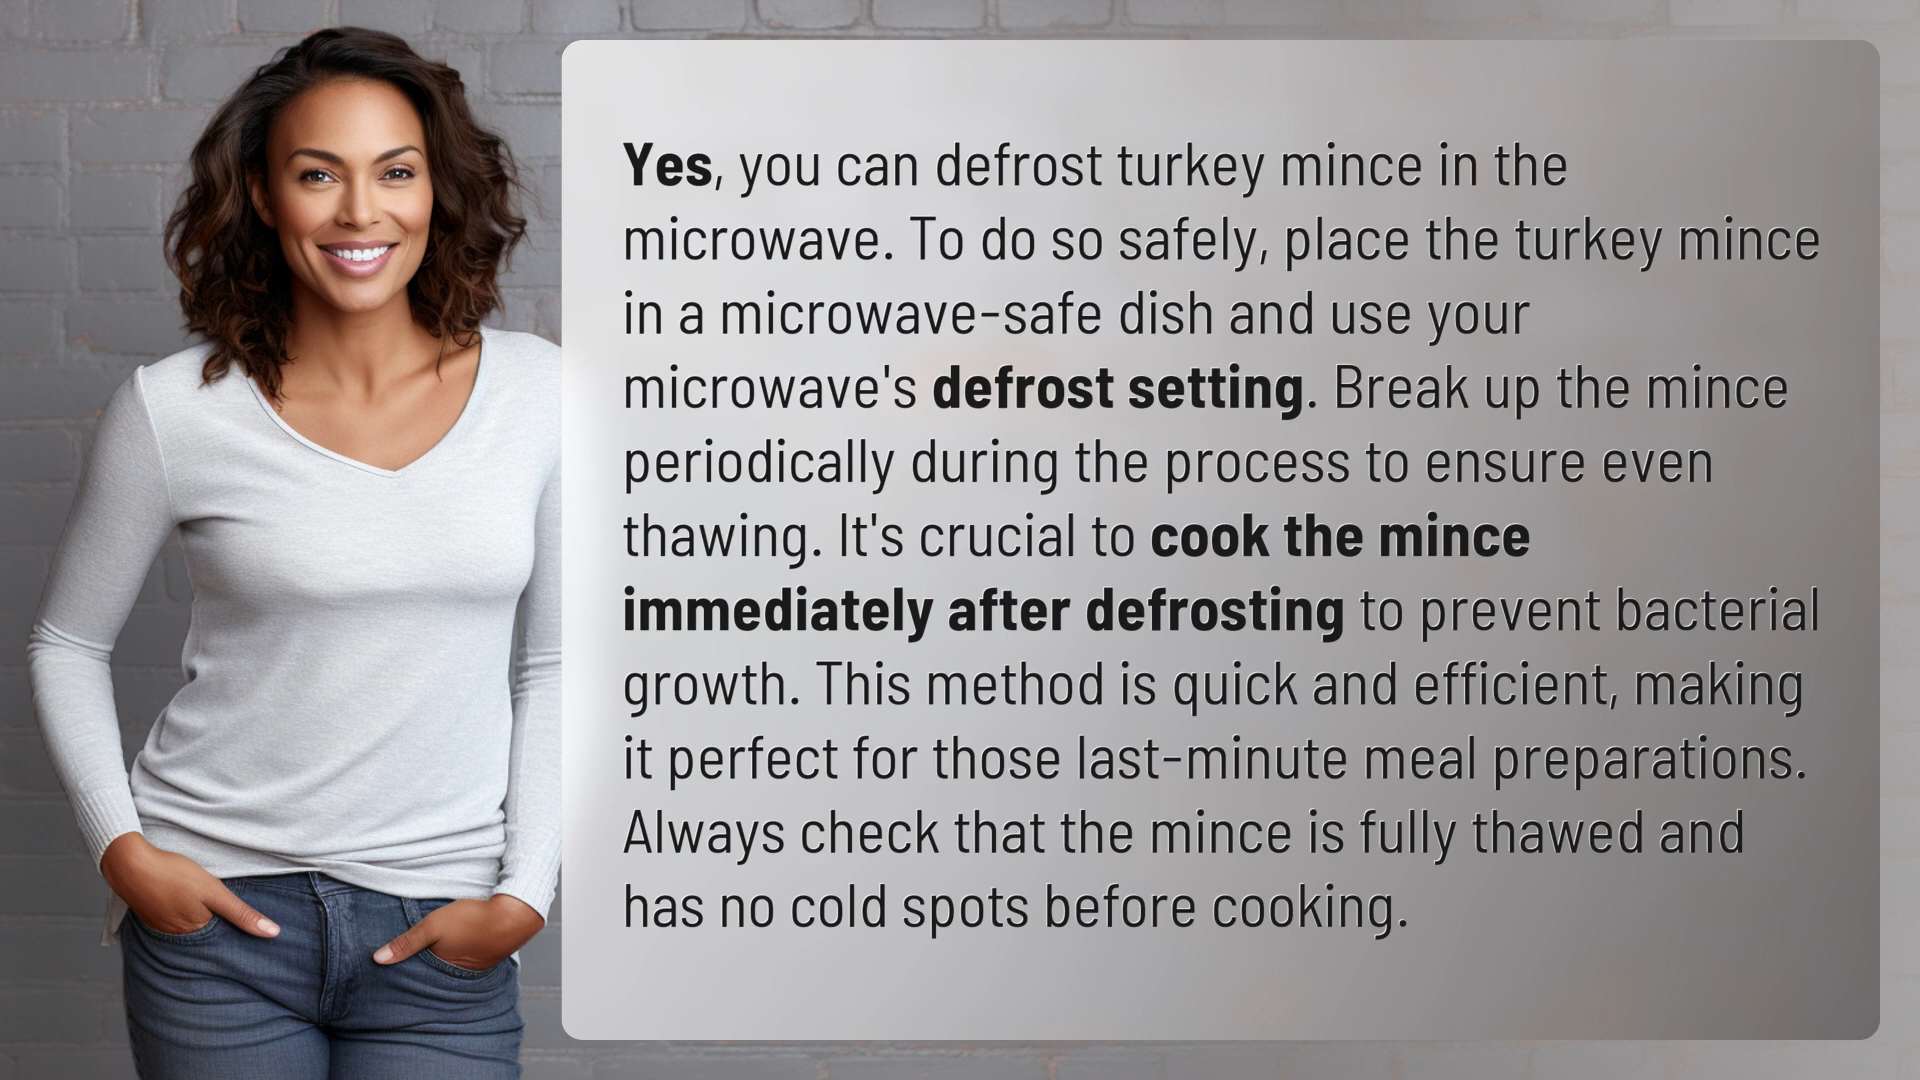 Yes, you can defrost turkey mince in the
microwave. To do so safely, place the turkey mince
in a microwave-safe dish and use your
microwave's defrost setting. Break up the mince
periodically during the process to ensure even
thawing. It's crucial to cook the mince
immediately after defrosting to prevent bacterial
growth. This method is quick and efficient, making
it perfect for those last-minute meal preparations.
Always check that the mince is fully thawed and
has no cold spots before cooking.